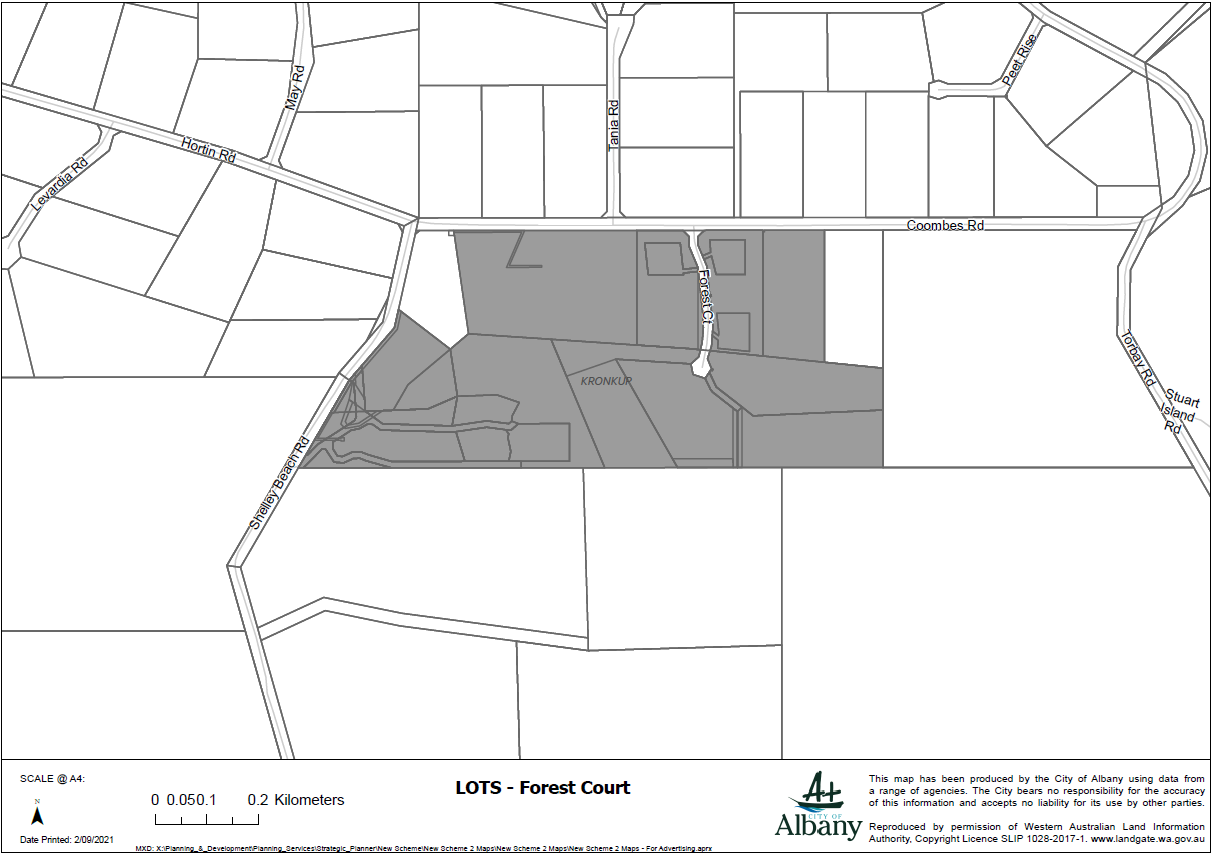 Peet Rise
May Rd
Tania Rd
Hortin Rd
Levardia Rd
Coombes Rd
Forest Ct
Torbay Rd
KRONKUP
Stuart
Island
Rd
Shelley Beach Rd
SCALE @ A4:
N
Date Printed: 2/09/2021
0 0.050.1 0.2 Kilometers
MXD: X:\Planning_&_Development\Planning_Services\Strategic_Planner\New Scheme\New Scheme 2 Maps\New Scheme 2 Maps\New Scheme 2 Maps - For Advertising.aprx
LOTS - Forest Court
A+
CITY OF
Albany
This map has been produced by the City of Albany using data from
a range of agencies. The City bears no responsibility for the accuracy
of this information and accepts no liability for its use by other parties.
Reproduced by permission of Western Australian Land Information
Authority, Copyright Licence SLIP 1028-2017-1. www.landgate.wa.gov.au